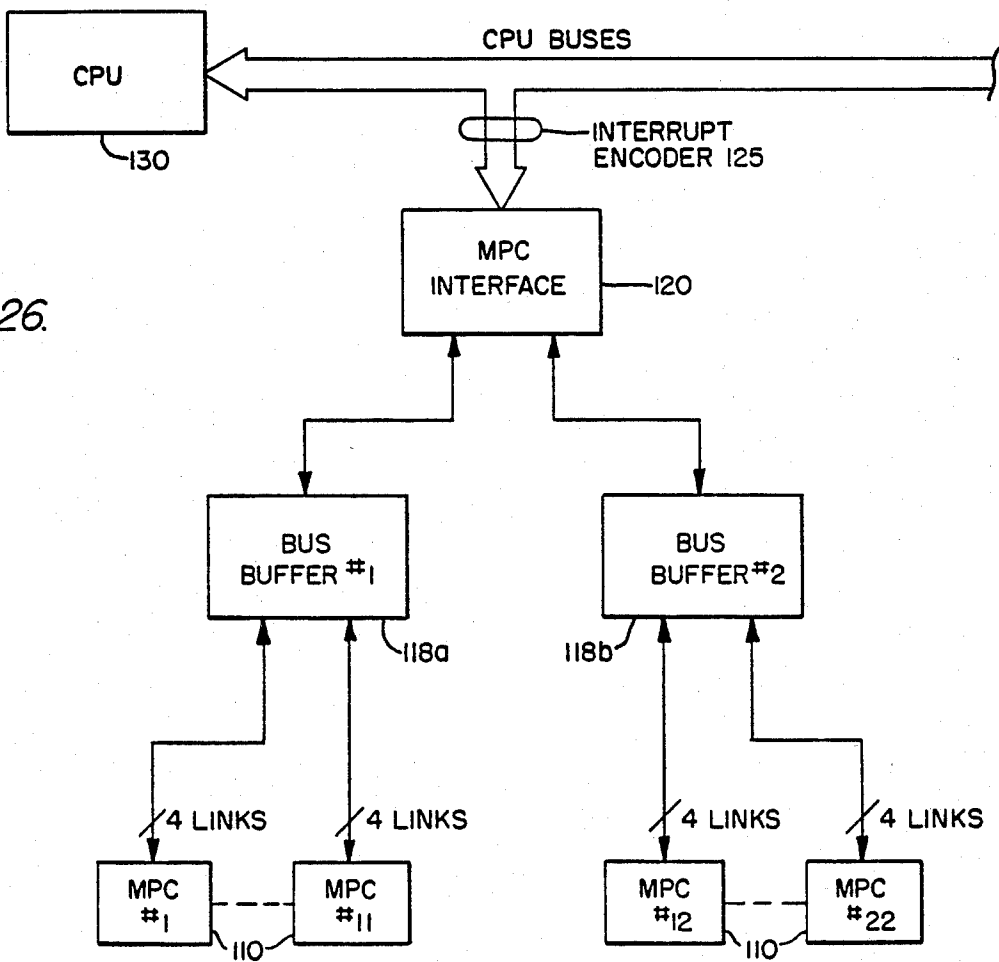 CPU BUSES
CPU
130
INTERRUPT
ENCODER 125
MPC
INTERFACE
120
26.
BUS
BUFFER #1
118a
BUS
BUFFER #2
118b
4 LINKS
4 LINKS
4 LINKS
4 LINKS
MPC
#1
MPC
#11
110
MPC
#12
MPC
#22
110